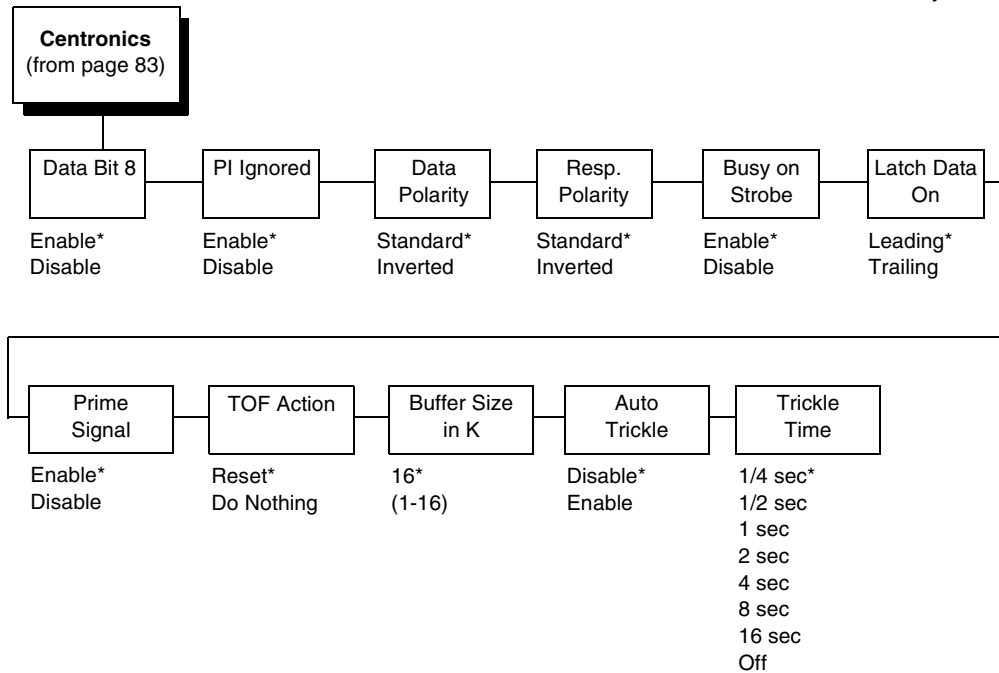 Centronics
(from page 83)
Data Bit 8
Enable*
Disable
PI Ignored
Enable*
Disable
Data
Polarity
Standard*
Inverted
Resp.
Polarity
Standard*
Inverted
Busy on
Strobe
Enable*
Disable
Latch Data
On
Leading*
Trailing
Prime
Signal
Enable*
Disable
TOF Action
Reset*
Do Nothing
Buffer Size
in K
16*
(1-16)
Auto
Trickle
Disable*
Enable
Trickle
Time
1/4 sec*
1/2 sec
1 sec
2 sec
4 sec
8 sec
16 sec
Off